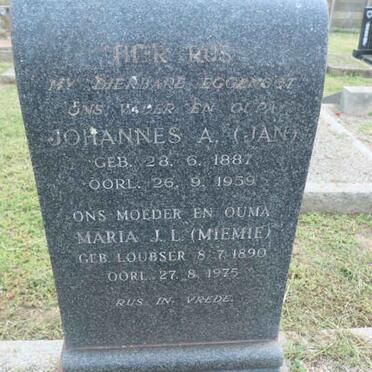 HIER RUS
MY DIERBARE EGGENOOT
ONS VADER EN OUPA
JOHANNES A. (JAN)
GEB. 28. 6. 1887
OORL. 26. 9. 1959
ONS MOEDER EN OUMA
MARIA J. L. (MIEMIE)
GEB. LOUBSER 8. 7. 1890
OORL. 27. 8. 1975
RUS IN VREDE.